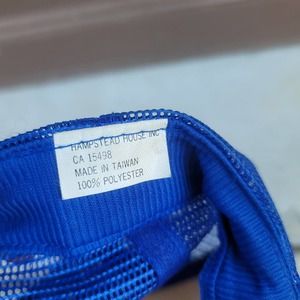 HAMPSTEAD HOUSE INC
CA 15498
MADE IN TAIWAN
100% POLYESTER